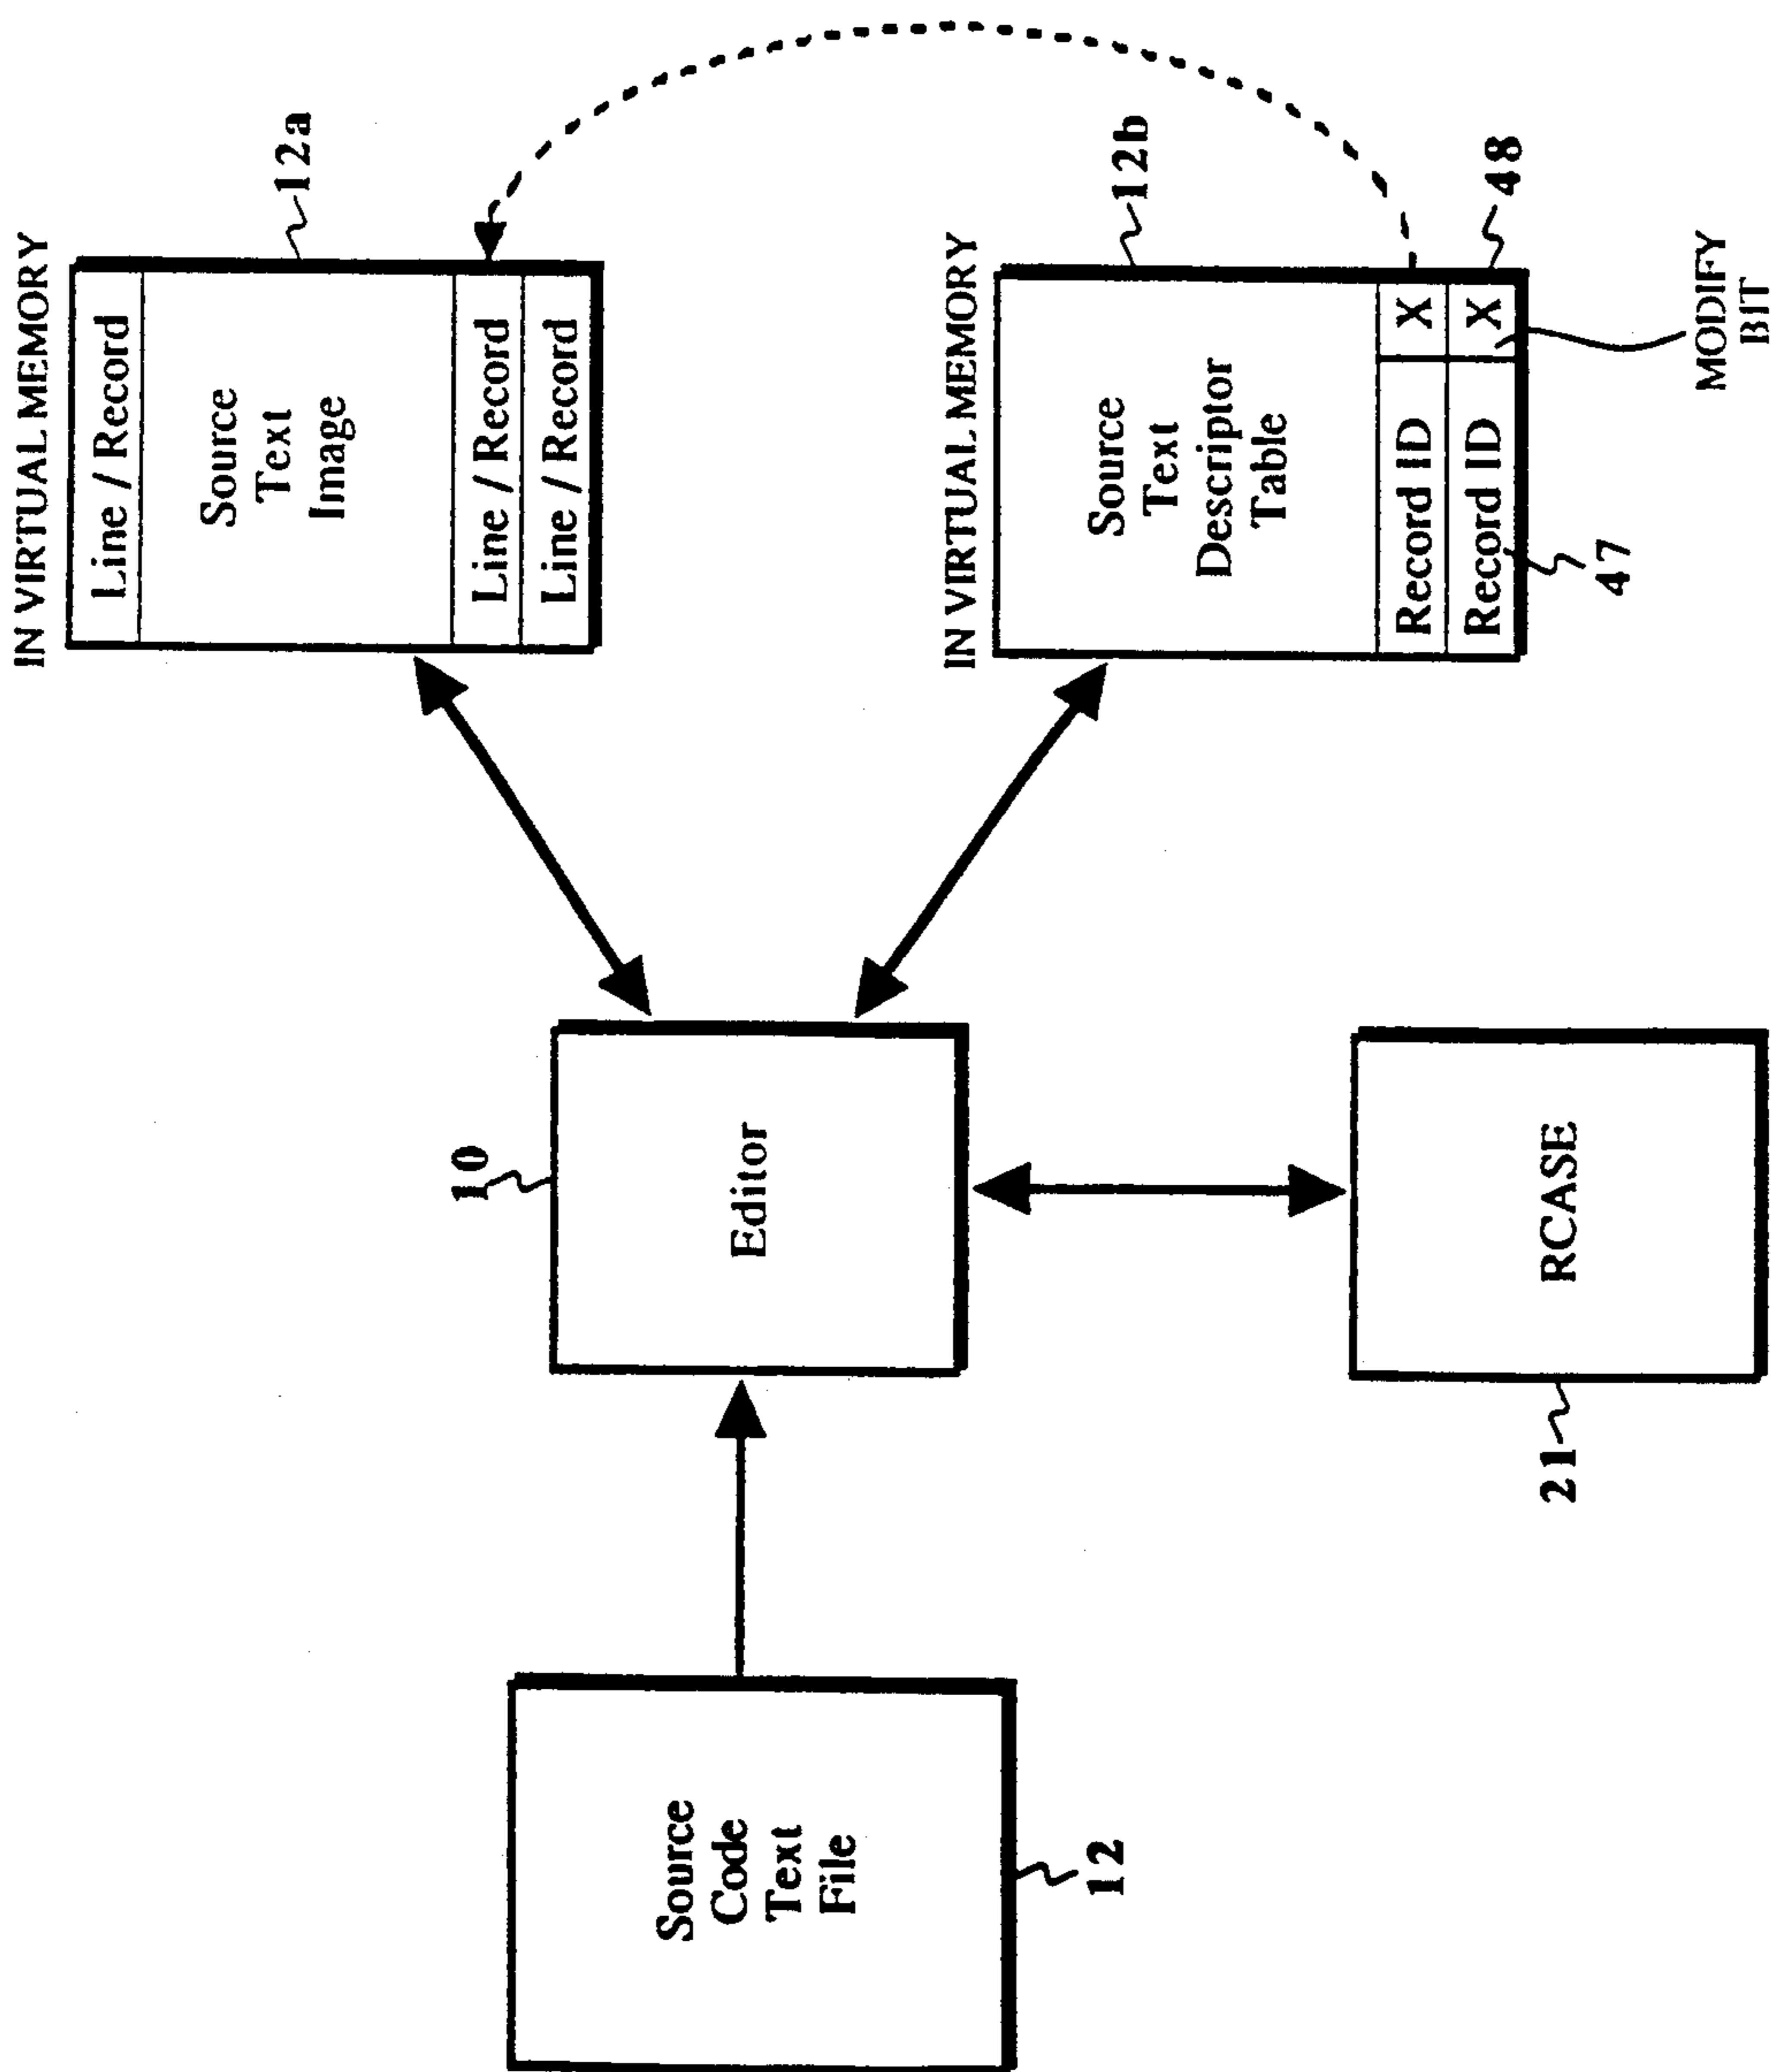 IN VIRTUAL MEMORY
Line / Record
Source
Text
Image
Line / Record
Line / Record
12a
IN VIRTUAL MEMORY
Source
Text
Descriptor
Table
Record ID X
Record ID X
12b
48
47
MODIFY
BIT
10
Editor
RCASE
21
Source
Code
Text
File
12